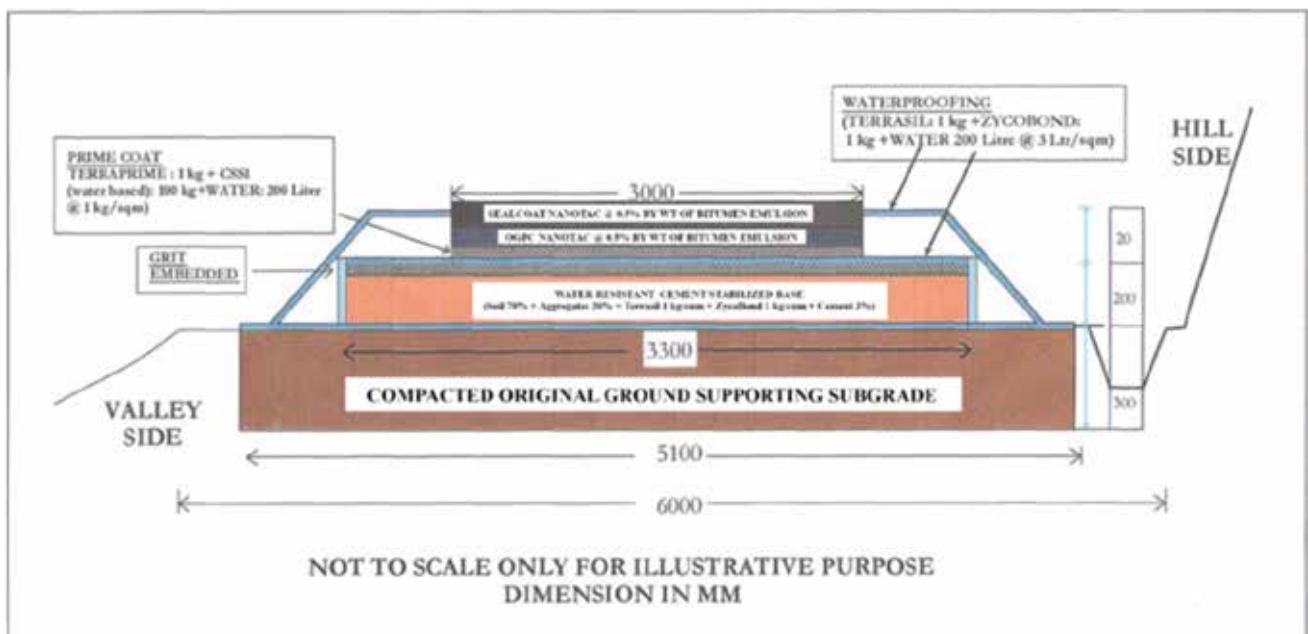 WATERPROOFING
(TERRASIL: 1 kg +ZYCOBOND:
1 kg +WATER 200 Litre @ 3 Ltr/sqm)
HILL
SIDE
PRIME COAT
TERRAPRIME : 1 kg + CSS1
(water based): 100 kg+WATER: 200 Liter
@ 1 kg/sqm)
3000
SEALCOAT NANOTAC @ 0.5% BY WT OF BITUMEN EMULSION
OGPC NANOTAC @ 0.5% BY WT OF BITUMEN EMULSION
GRIT
EMBEDDED
20
WATER RESISTANT CEMENT STABILIZED BASE
(Soil 70% + Aggregates 30% + Terrasil 1 kg/cum + Zycobond 1 kg/cum + Cement 3%)
200
3300
COMPACTED ORIGINAL GROUND SUPPORTING SUBGRADE
300
VALLEY
SIDE
5100
6000
NOT TO SCALE ONLY FOR ILLUSTRATIVE PURPOSE
DIMENSION IN MM